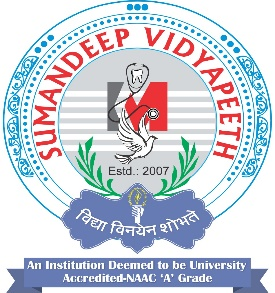 SUMANDEEP VIDYAPEETH
Estd.: 2007
विद्या विनयेन शोभते
An Institution Deemed to be University
Accredited-NAAC 'A' Grade